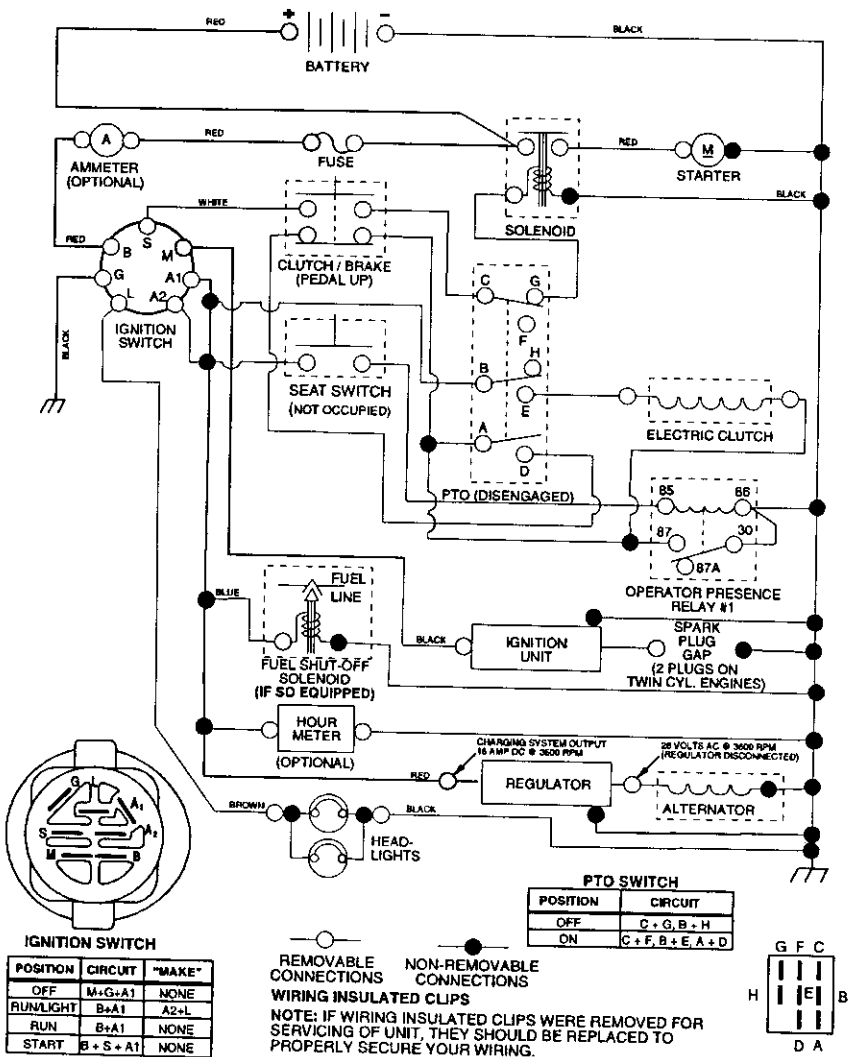 RED
+
-
BLACK
BATTERY
A
RED
FUSE
RED
M
STARTER
AMMETER
(OPTIONAL)
WHITE
BLACK
SOLENOID
S
RED
B
M
G
A1
L
A2
CLUTCH / BRAKE
(PEDAL UP)
C
G
IGNITION
SWITCH
BLACK
F
H
B
SEAT SWITCH
(NOT OCCUPIED)
E
ELECTRIC CLUTCH
A
D
PTO (DISENGAGED)
85
86
87
30
87A
OPERATOR PRESENCE
RELAY #1
FUEL
LINE
BLUE
BLACK
IGNITION
UNIT
SPARK
PLUG
GAP
(2 PLUGS ON
TWIN CYL. ENGINES)
FUEL SHUT-OFF
SOLENOID
(IF SO EQUIPPED)
HOUR
METER
(OPTIONAL)
CHARGING SYSTEM OUTPUT
16 AMP DC @ 3600 RPM
28 VOLTS AC @ 3600 RPM
(REGULATOR DISCONNECTED)
RED
REGULATOR
ALTERNATOR
BROWN
BLACK
HEAD-
LIGHTS
G L
A1
S
A2
M
B
IGNITION SWITCH
POSITION CIRCUIT "MAKE"
OFF M+G+A1 NONE
RUN/LIGHT B+A1 A2+L
RUN B+A1 NONE
START B + S + A1 NONE
REMOVABLE
CONNECTIONS
NON-REMOVABLE
CONNECTIONS
WIRING INSULATED CLIPS
NOTE: IF WIRING INSULATED CLIPS WERE REMOVED FOR
SERVICING OF UNIT, THEY SHOULD BE REPLACED TO
PROPERLY SECURE YOUR WIRING.
PTO SWITCH
POSITION CIRCUIT
OFF C + G, B + H
ON C + F, B + E, A + D
G F C
H E B
D A